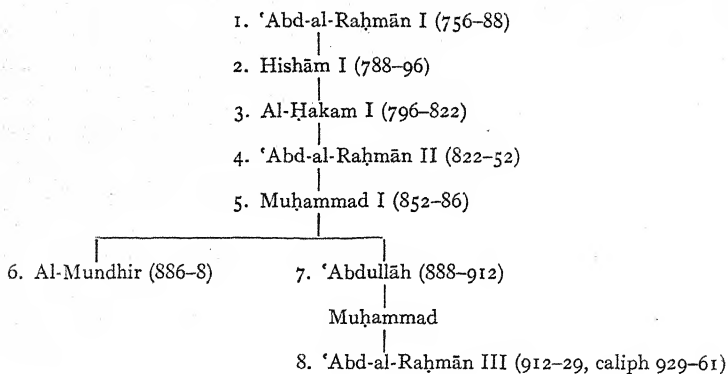 1. ‘Abd-al-Raḥmān I (756–88)
2. Hishām I (788–96)
3. Al-Ḥakam I (796–822)
4. ‘Abd-al-Raḥmān II (822–52)
5. Muḥammad I (852–86)
6. Al-Mundhir (886–8) 7. ‘Abdullāh (888–912)
Muḥammad
8. ‘Abd-al-Raḥmān III (912–29, caliph 929–61)